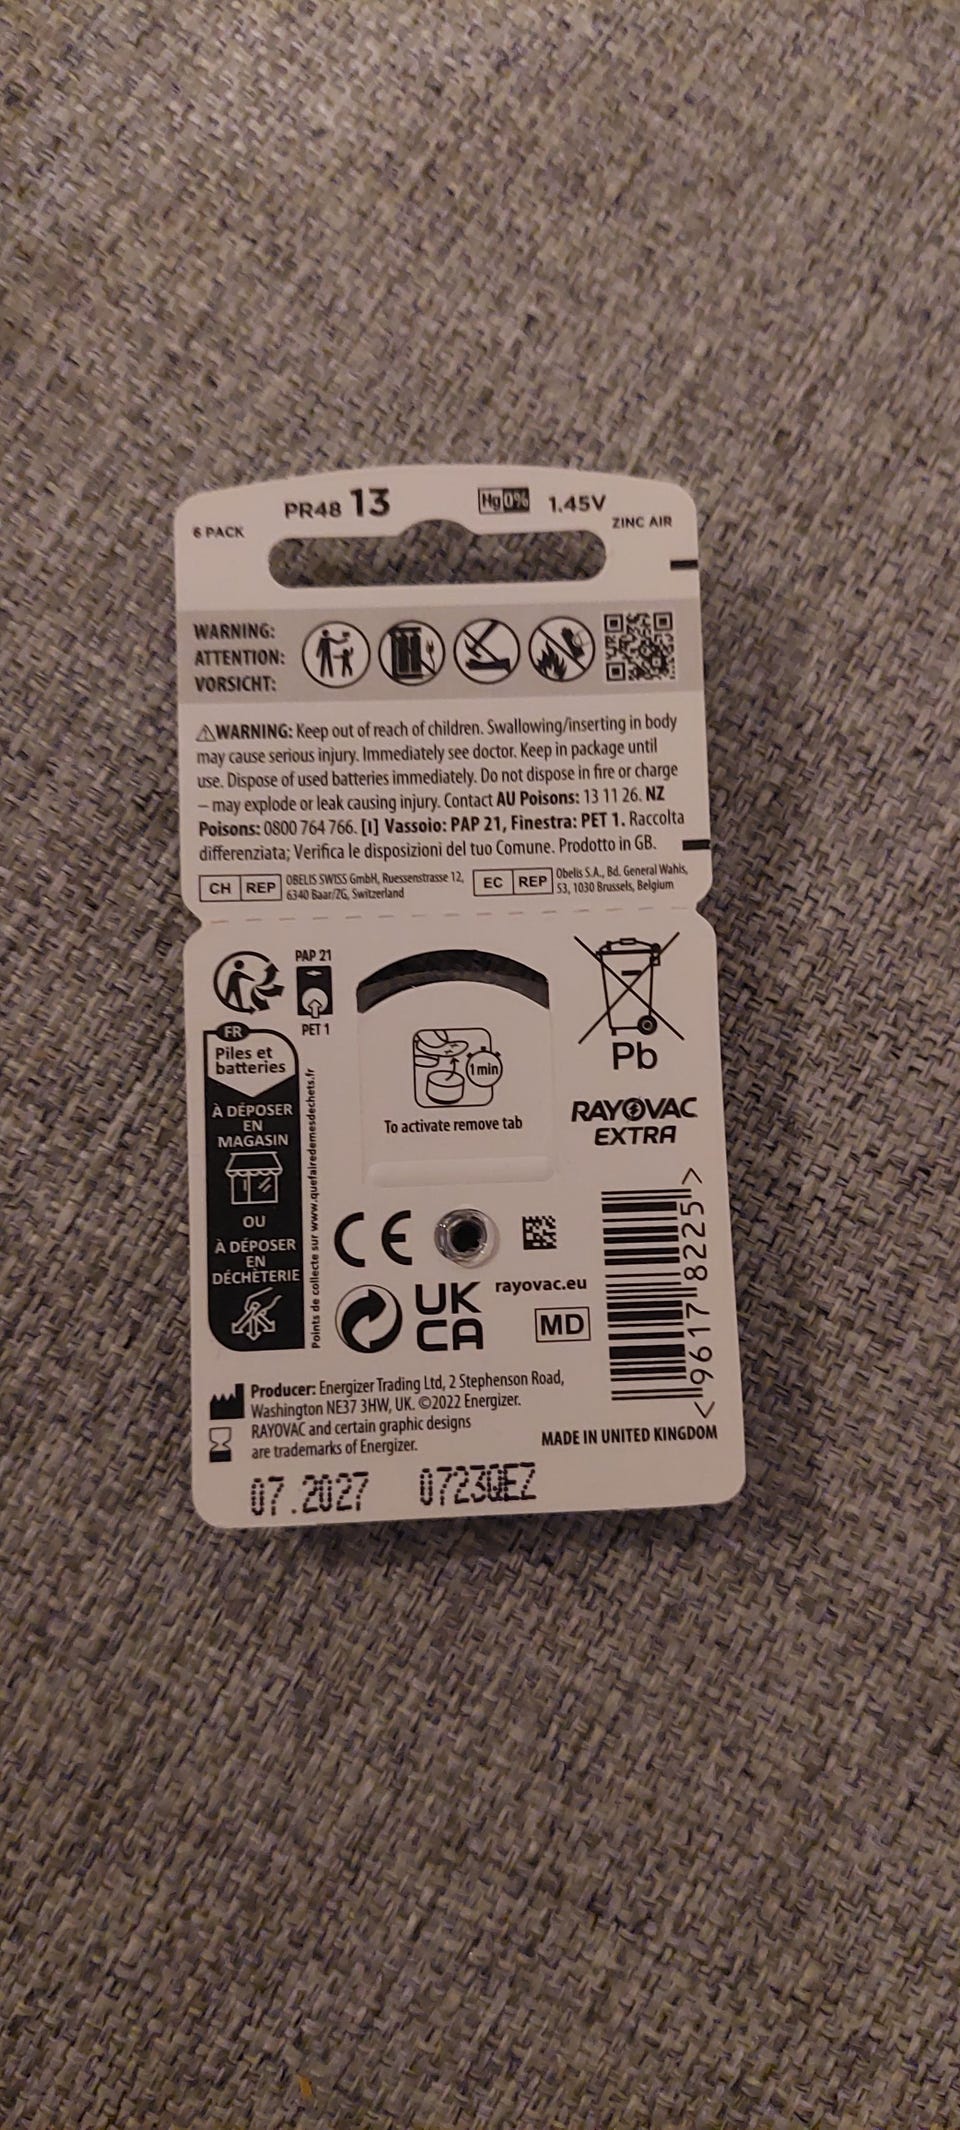 PR48 13
Hg 0%
1.45V
6 PACK
ZINC AIR
WARNING:
ATTENTION:
VORSICHT:
⚠WARNING: Keep out of reach of children. Swallowing/inserting in body
may cause serious injury. Immediately see doctor. Keep in package until
use. Dispose of used batteries immediately. Do not dispose in fire or charge
– may explode or leak causing injury. Contact AU Poisons: 13 11 26. NZ
Poisons: 0800 764 766. [I] Vassoio: PAP 21, Finestra: PET 1. Raccolta
differenziata; Verifica le disposizioni del tuo Comune. Prodotto in GB.
CH REP
OBELIS SWISS GmbH, Ruessenstrasse 12,
6340 Baar/ZG, Switzerland
EC REP
Obelis S.A., Bd. General Wahis,
53, 1030 Brussels, Belgium
PAP 21
PET 1
FR
Piles et
batteries
À DÉPOSER
EN
MAGASIN
OU
À DÉPOSER
EN
DÉCHÈTERIE
Points de collecte sur www.quefairedemesdechets.fr
1 min
To activate remove tab
Pb
RAYOVAC
EXTRA
CE
rayovac.eu
UK
CA
MD
<9617 8225>
Producer: Energizer Trading Ltd, 2 Stephenson Road,
Washington NE37 3HW, UK. ©2022 Energizer.
RAYOVAC and certain graphic designs
are trademarks of Energizer.
MADE IN UNITED KINGDOM
07.2027
0723QEZ